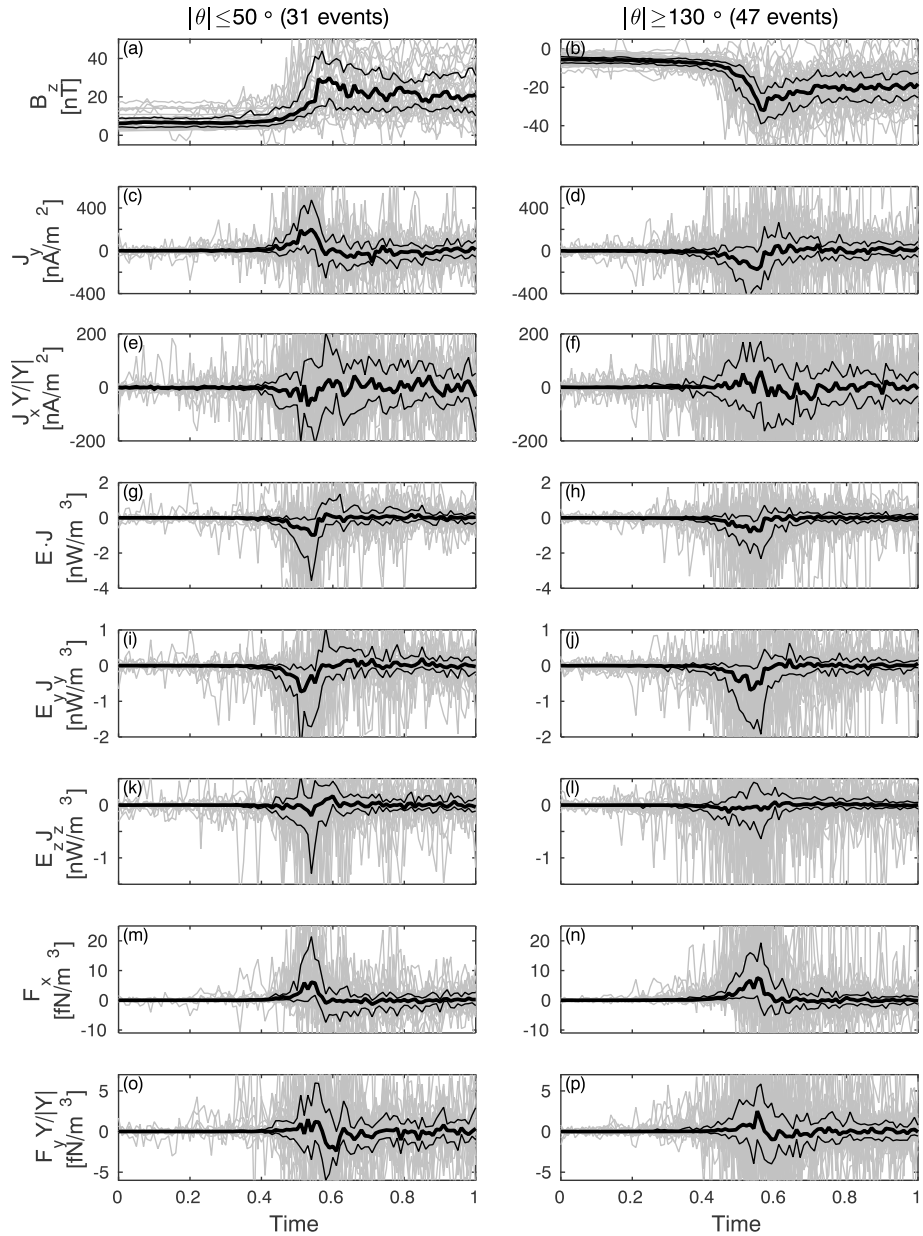 |θ| ≤50 ° (31 events)
|θ| ≥130 ° (47 events)
(a)
B z
[nT]
40
20
0
(b)
0
-20
-40
(c)
J y
[nA/m 2]
400
0
-400
(d)
400
0
-400
(e)
J x Y/|Y|
[nA/m 2]
200
0
-200
(f)
200
0
-200
(g)
E·J
[nW/m 3]
2
0
-2
-4
(h)
2
0
-2
-4
(i)
E y J y
[nW/m 3]
1
0
-1
-2
(j)
1
0
-1
-2
(k)
E z J z
[nW/m 3]
0
-1
(l)
0
-1
(m)
F x
[fN/m 3]
20
10
0
-10
(n)
20
10
0
-10
(o)
F y Y/|Y|
[fN/m 3]
5
0
-5
(p)
5
0
-5
0 0.2 0.4 0.6 0.8 1
0 0.2 0.4 0.6 0.8 1
Time
Time